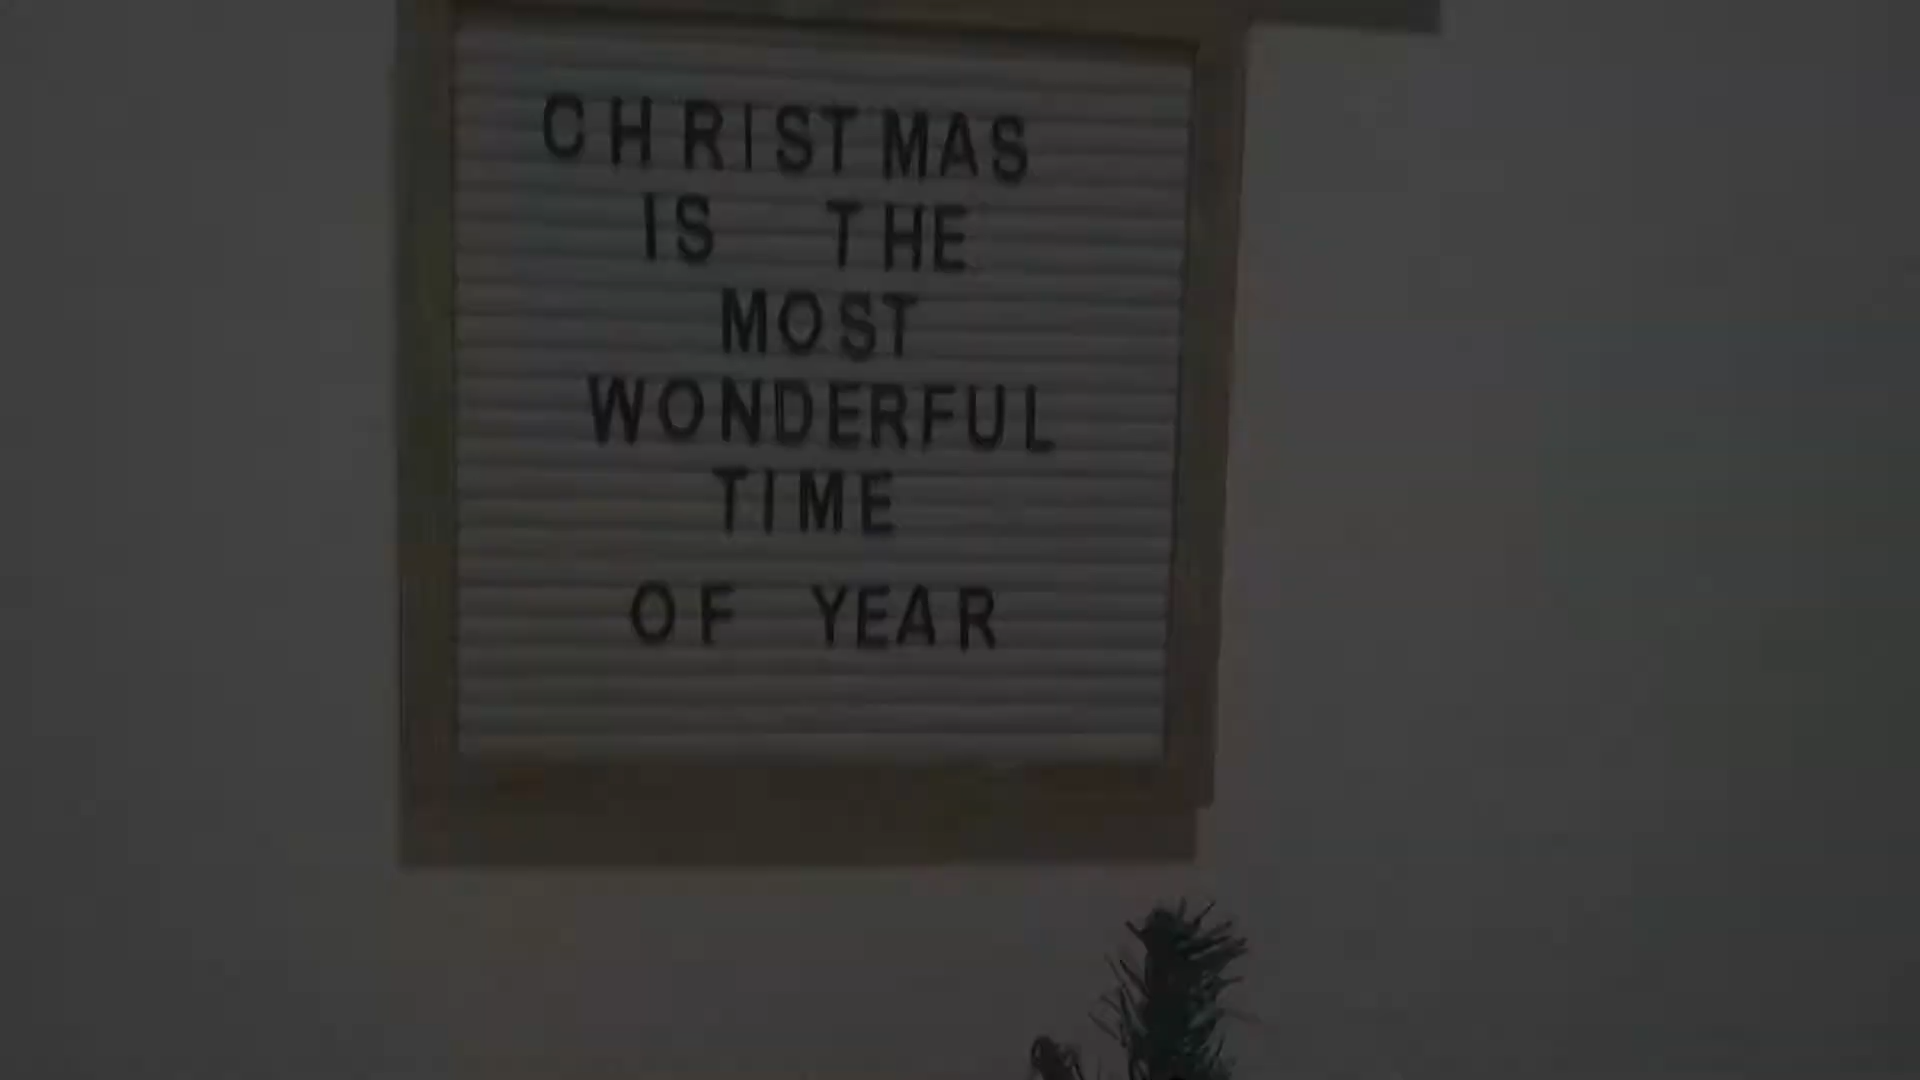 CHRISTMAS
IS THE
MOST
WONDERFUL
TIME
OF YEAR